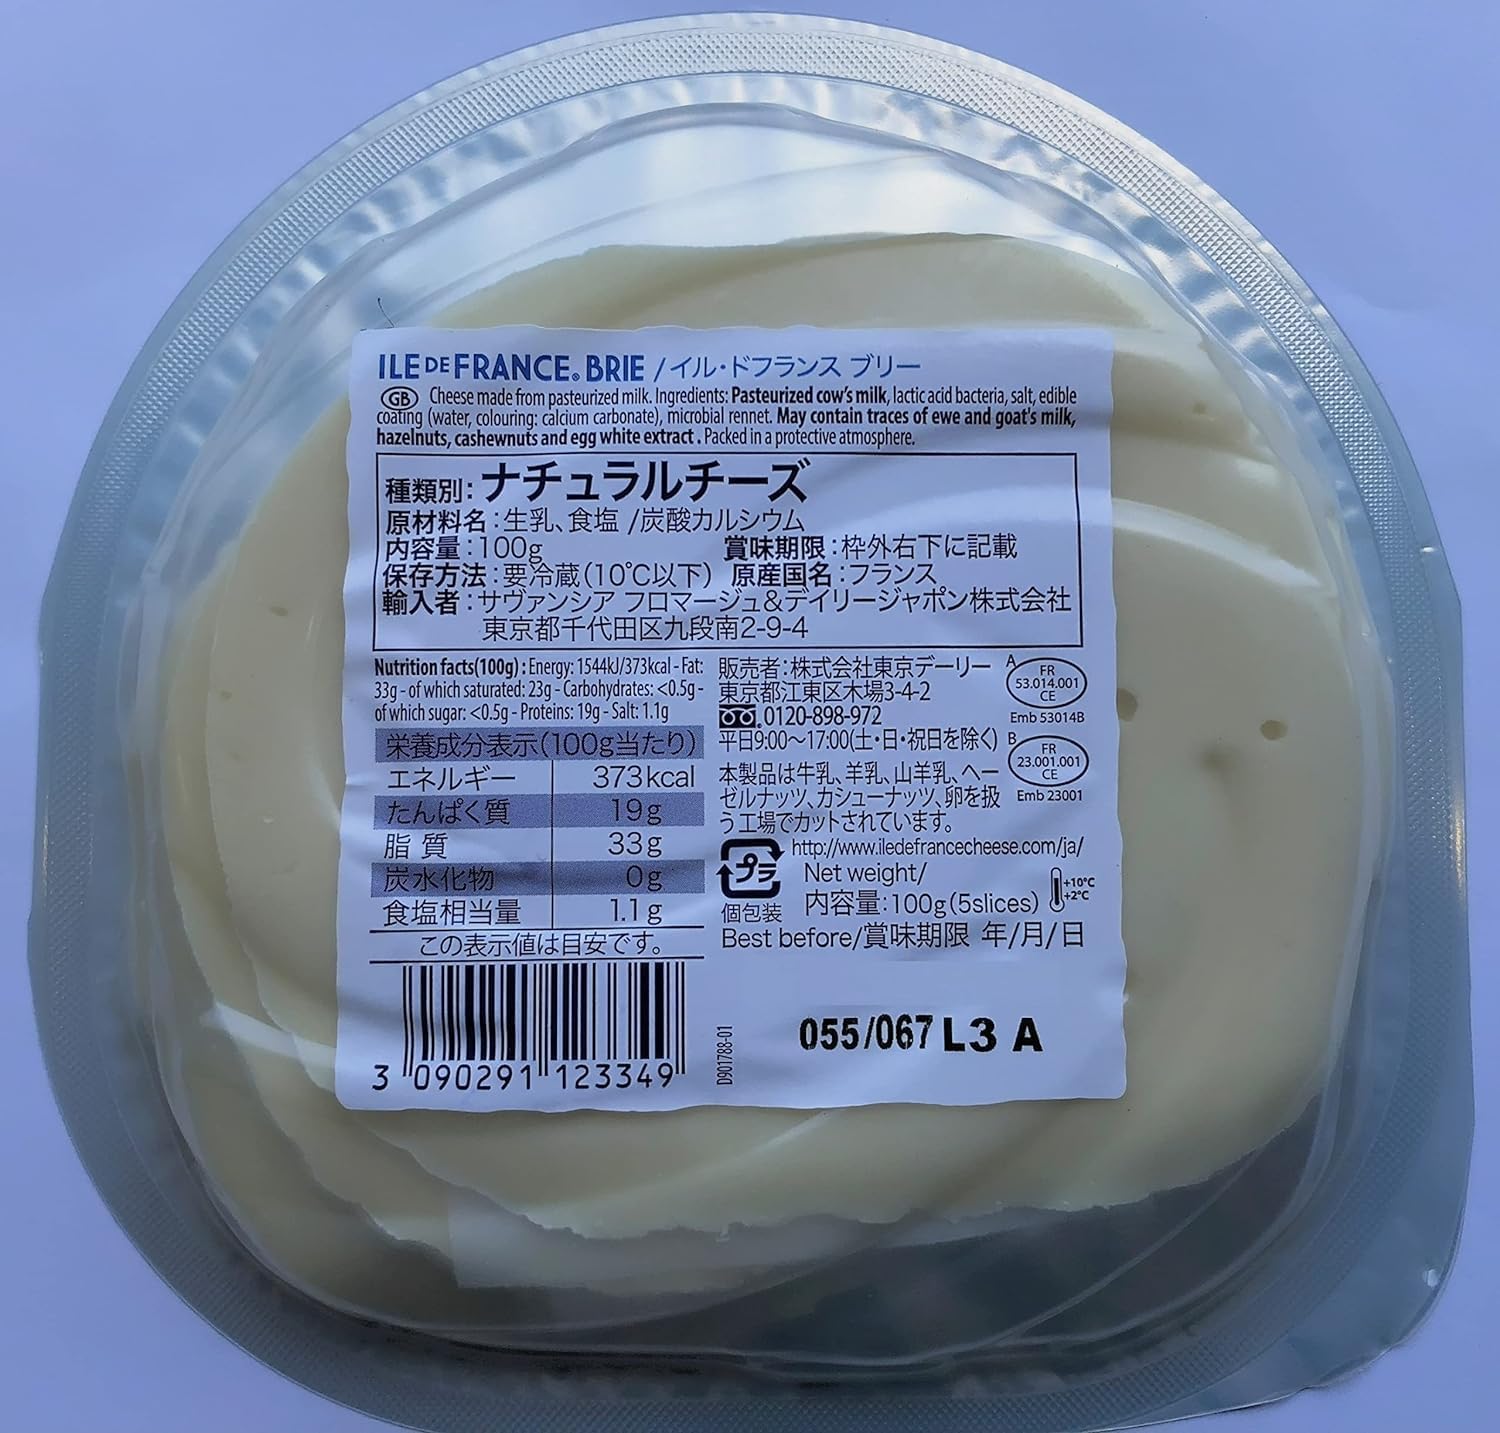 ILE DE FRANCE® BRIE / イル・ドフランス ブリー
GB Cheese made from pasteurized milk. Ingredients: Pasteurized cow's milk, lactic acid bacteria, salt, edible
coating (water, colouring: calcium carbonate), microbial rennet. May contain traces of ewe and goat's milk,
hazelnuts, cashewnuts and egg white extract. Packed in a protective atmosphere.
種類別:ナチュラルチーズ
原材料名:生乳、食塩 /炭酸カルシウム
内容量:100g 賞味期限:枠外右下に記載
保存方法:要冷蔵(10℃以下) 原産国名:フランス
輸入者:サヴァンシア フロマージュ&デイリージャポン株式会社
東京都千代田区九段南2-9-4
Nutrition facts(100g): Energy: 1544kJ/373kcal - Fat:
33g - of which saturated: 23g - Carbohydrates: <0.5g -
of which sugar: <0.5g - Proteins: 19g - Salt: 1.1g
栄養成分表示(100g当たり)
エネルギー 373kcal
たんぱく質 19g
脂 質 33g
炭水化物 0g
食塩相当量 1.1g
この表示値は目安です。
3 090291 123349
D901788-01
販売者:株式会社東京デーリー
東京都江東区木場3-4-2
0120-898-972
平日9:00〜17:00(土・日・祝日を除く)
本製品は牛乳、羊乳、山羊乳、ヘー
ゼルナッツ、カシューナッツ、卵を扱
う工場でカットされています。
A
FR
53.014.001
CE
Emb 53014B
B
FR
23.001.001
CE
Emb 23001
http://www.iledefrancecheese.com/ja/
プラ
個包装
Net weight/
内容量:100g(5slices)
+10°C
+2°C
Best before/賞味期限 年/月/日
055/067 L3 A